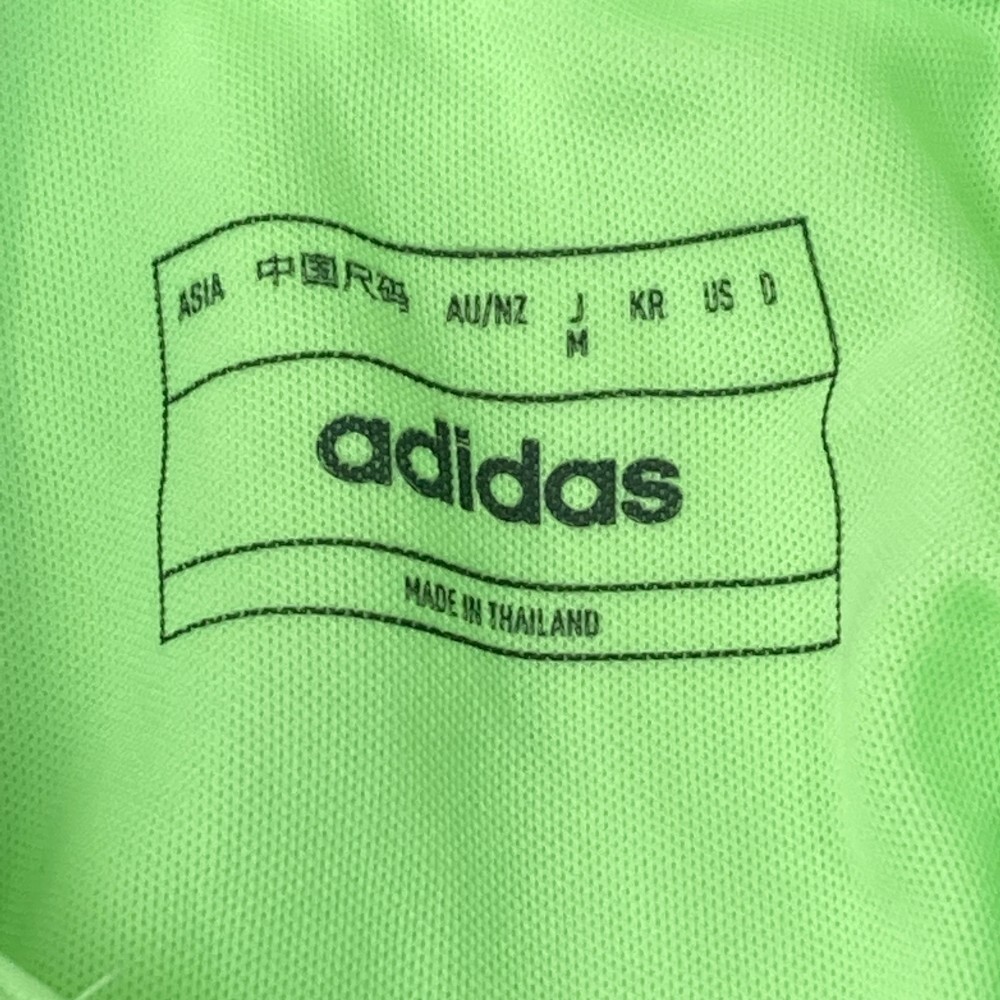 ASIA 中国尺码 AU/NZ J KR US D
M
adidas
MADE IN THAILAND